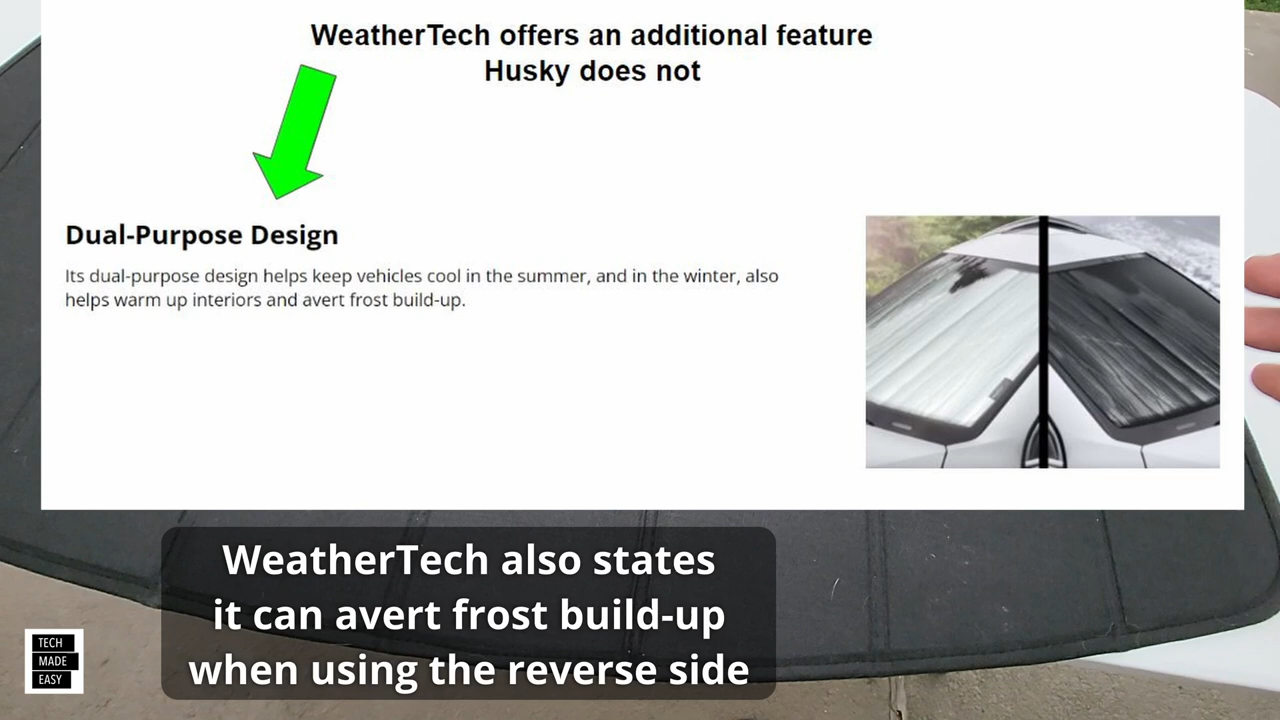 WeatherTech offers an additional feature
Husky does not
Dual-Purpose Design
Its dual-purpose design helps keep vehicles cool in the summer, and in the winter, also
helps warm up interiors and avert frost build-up.
WeatherTech also states
it can avert frost build-up
when using the reverse side
TECH
MADE
EASY